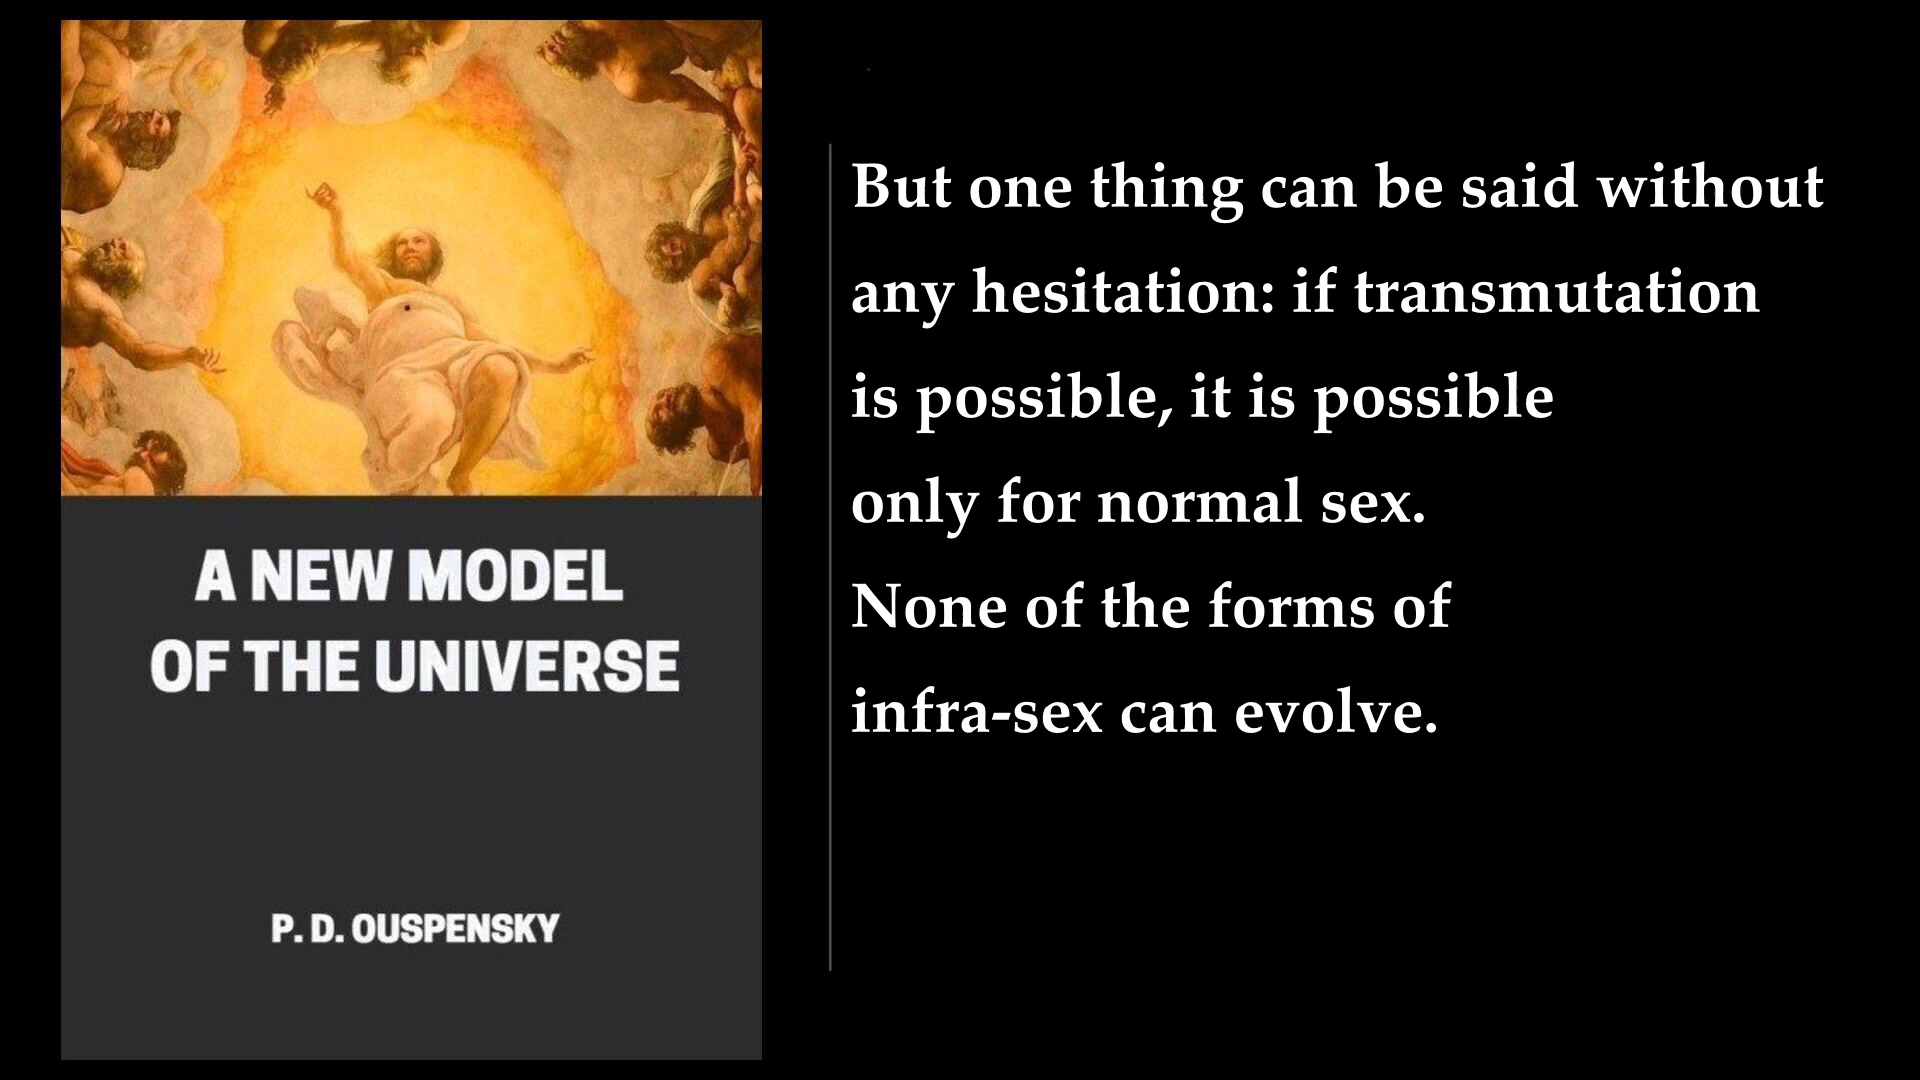 A NEW MODEL
OF THE UNIVERSE
P. D. OUSPENSKY
But one thing can be said without
any hesitation: if transmutation
is possible, it is possible
only for normal sex.
None of the forms of
infra-sex can evolve.